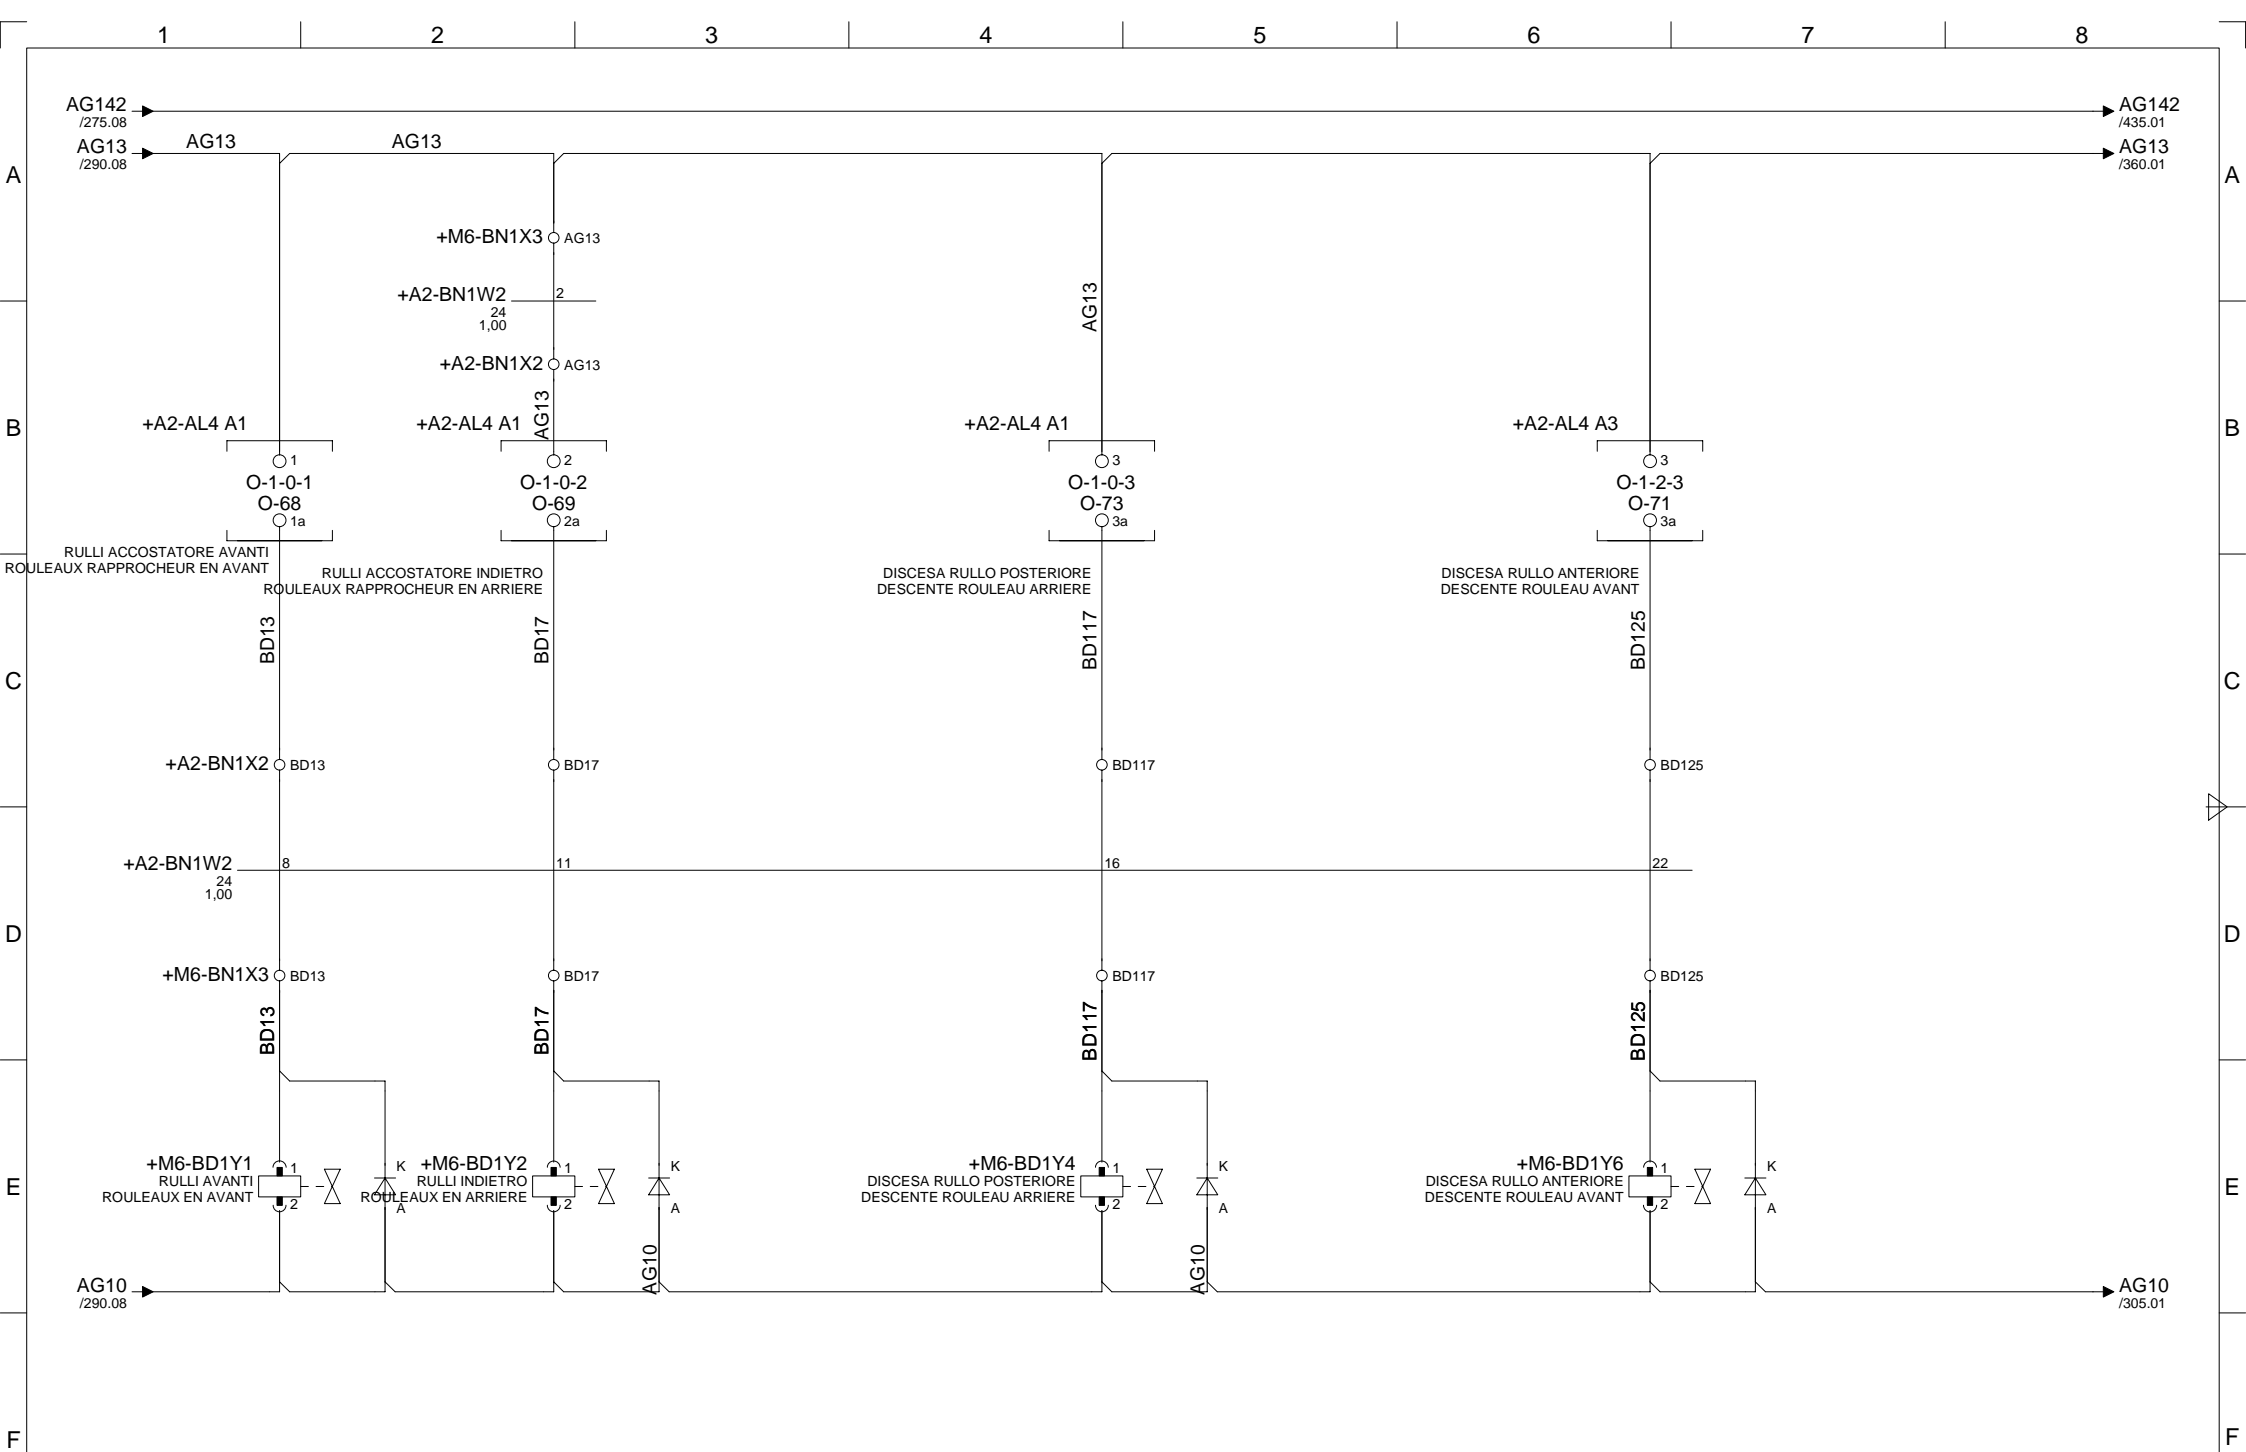 1 2 3 4 5 6 7 8
AG142 AG142
/275.08 /435.01
AG13 AG13 AG13 AG13
/290.08 /360.01
A A
+M6-BN1X3 AG13
+A2-BN1W2 2
24
1,00
AG13
+A2-BN1X2 AG13
AG13
+A2-AL4 A1 +A2-AL4 A1 +A2-AL4 A1 +A2-AL4 A3
B B
1 2 3 3
O-1-0-1 O-1-0-2 O-1-0-3 O-1-2-3
O-68 O-69 O-73 O-71
1a 2a 3a 3a
RULLI ACCOSTATORE AVANTI
ROULEAUX RAPPROCHEUR EN AVANT
RULLI ACCOSTATORE INDIETRO
ROULEAUX RAPPROCHEUR EN ARRIERE
DISCESA RULLO POSTERIORE
DESCENTE ROULEAU ARRIERE
DISCESA RULLO ANTERIORE
DESCENTE ROULEAU AVANT
BD13 BD17 BD117 BD125
C C
+A2-BN1X2 BD13 BD17 BD117 BD125
+A2-BN1W2 8 11 16 22
24
1,00
D D
+M6-BN1X3 BD13 BD17 BD117 BD125
BD13 BD17 BD117 BD125
+M6-BD1Y1 1 K
RULLI AVANTI
ROULEAUX EN AVANT 2 A
+M6-BD1Y2 1 K
RULLI INDIETRO
ROULEAUX EN ARRIERE 2 A
+M6-BD1Y4 1 K
DISCESA RULLO POSTERIORE
DESCENTE ROULEAU ARRIERE 2 A
+M6-BD1Y6 1 K
DISCESA RULLO ANTERIORE
DESCENTE ROULEAU AVANT 2 A
E E
AG10 AG10
AG10 AG10
/290.08 /305.01
F F